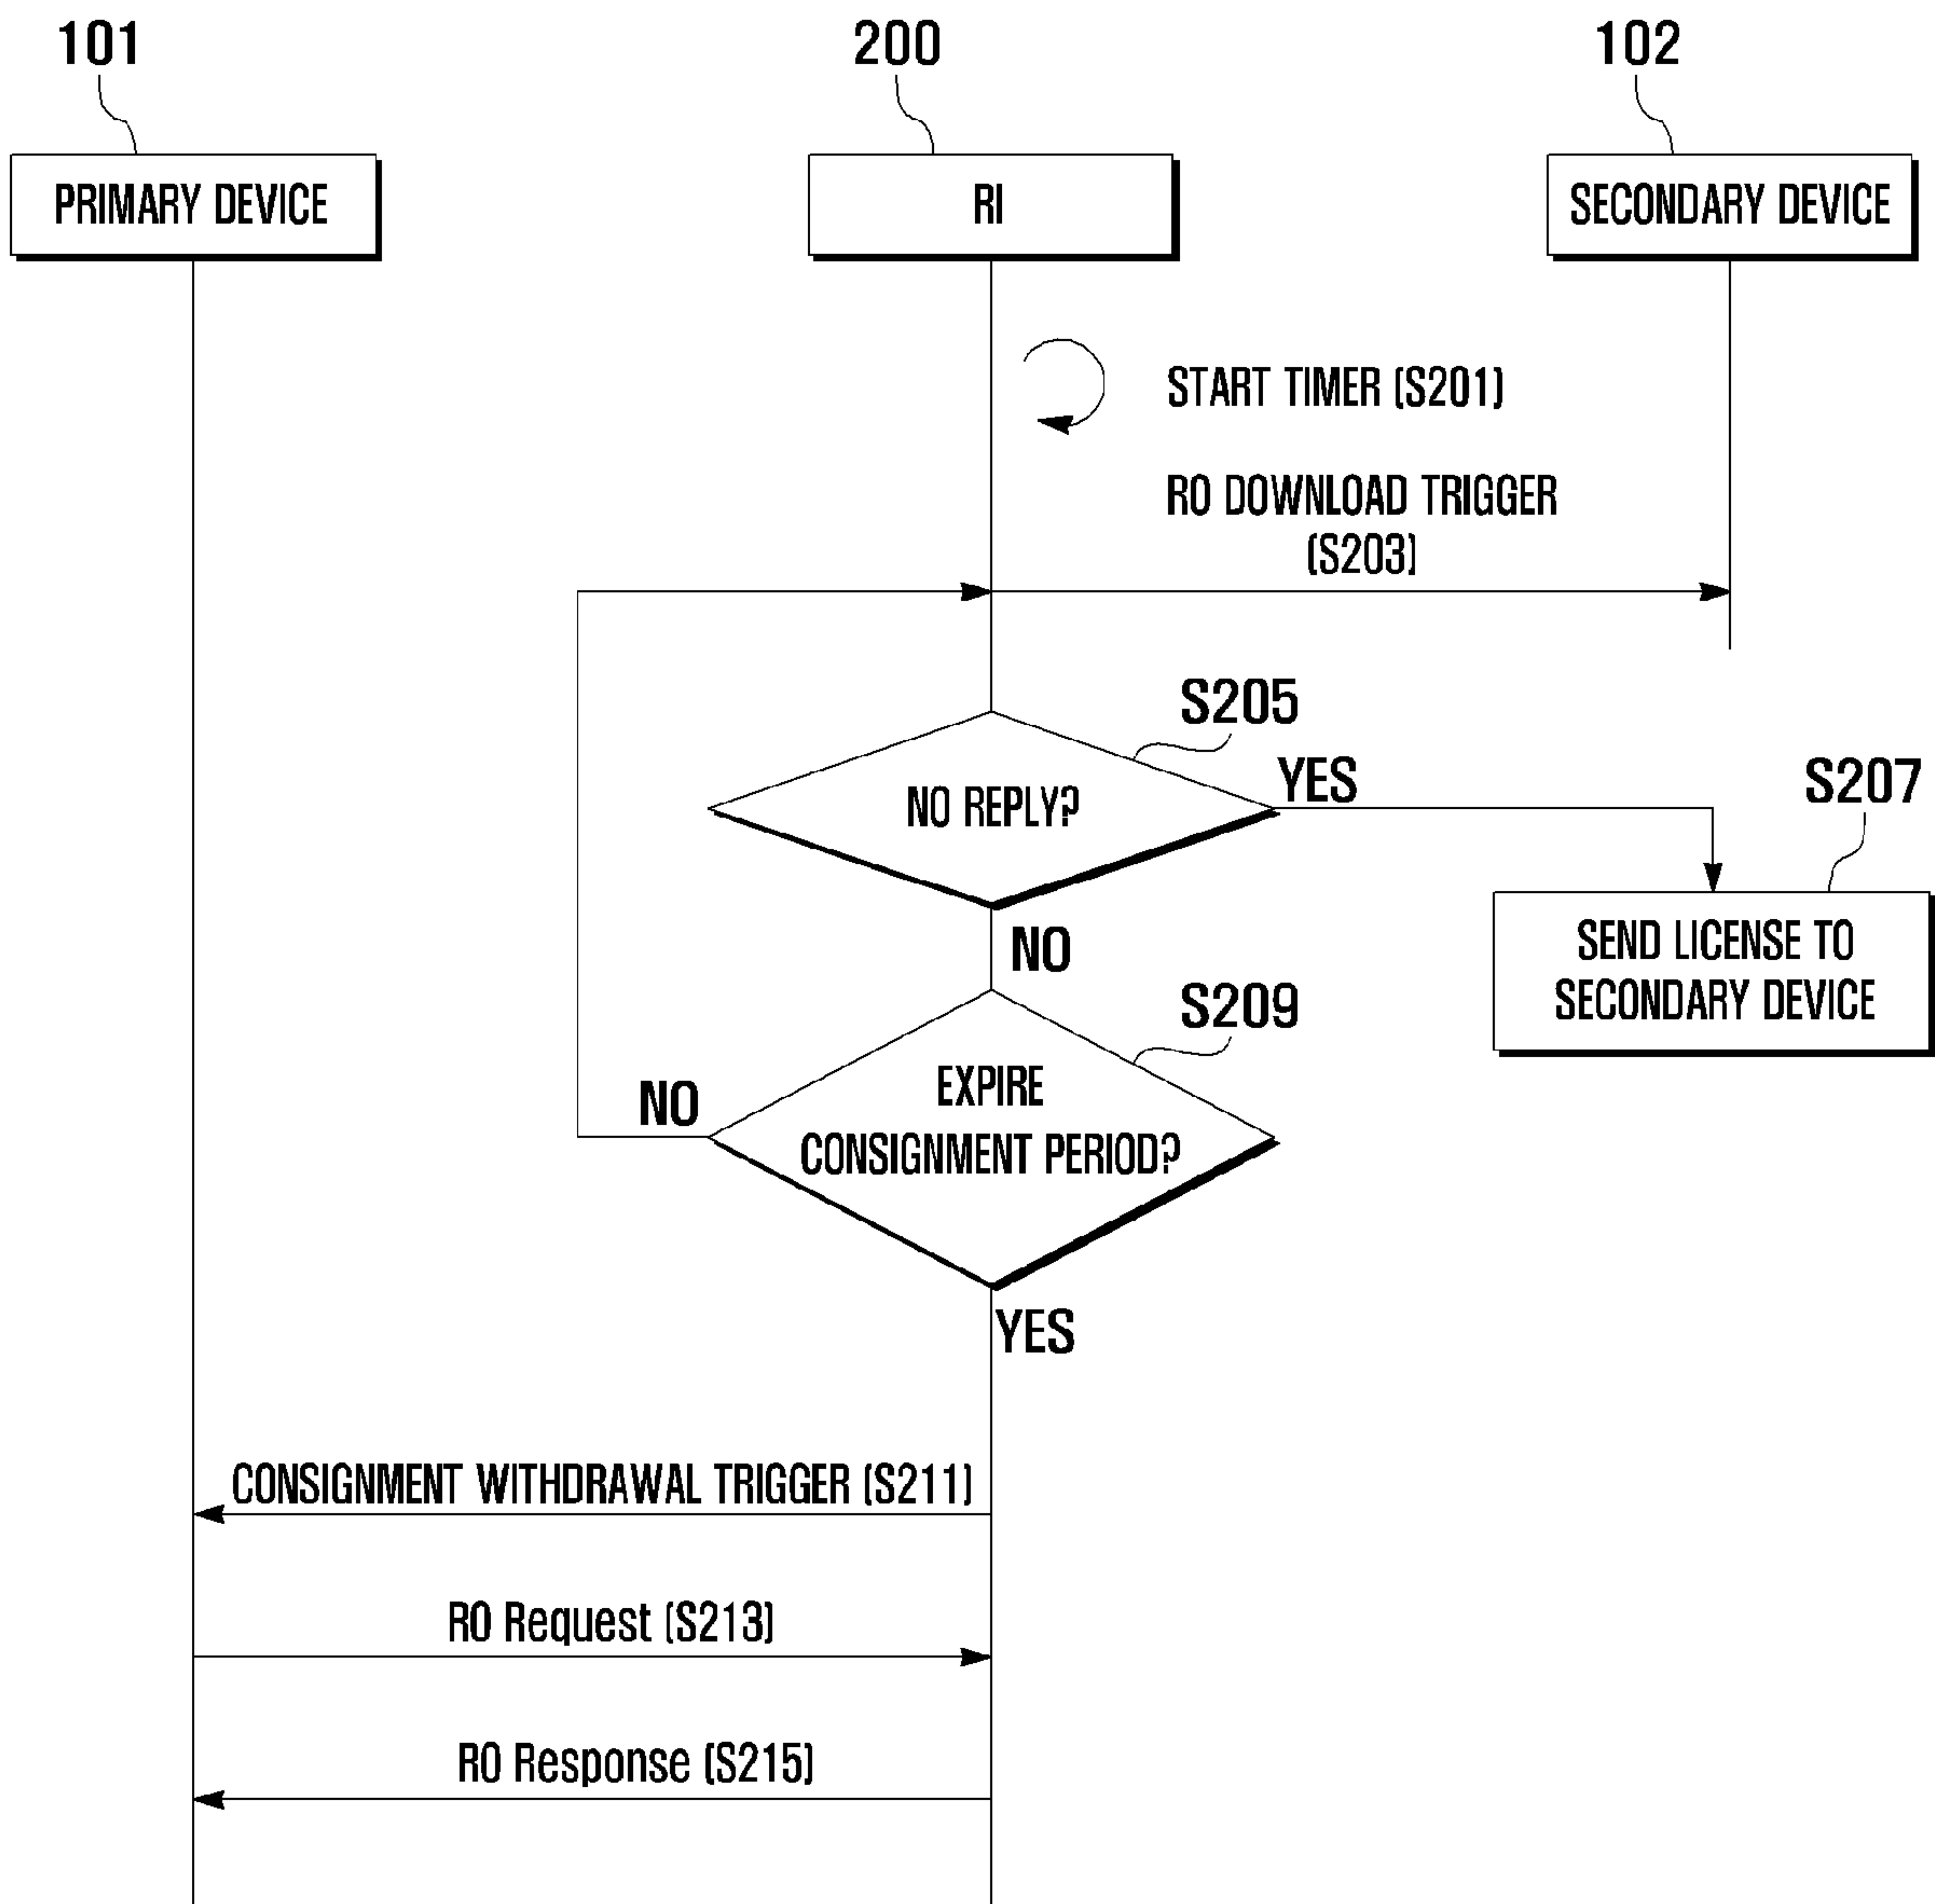 101
200
102
PRIMARY DEVICE
RI
SECONDARY DEVICE
START TIMER (S201)
RO DOWNLOAD TRIGGER
(S203)
S205
NO REPLY?
YES
S207
SEND LICENSE TO
SECONDARY DEVICE
NO
S209
EXPIRE
CONSIGNMENT PERIOD?
NO
YES
CONSIGNMENT WITHDRAWAL TRIGGER (S211)
RO Request (S213)
RO Response (S215)